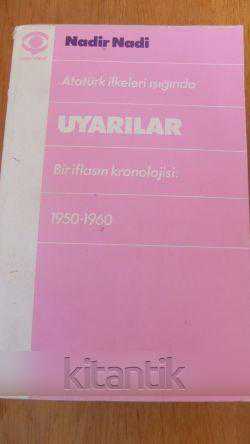 Nadir Nadi
Atatürk ilkeleri ışığında
UYARILAR
Bir iflasın kronolojisi:
1950-1960
kitantik